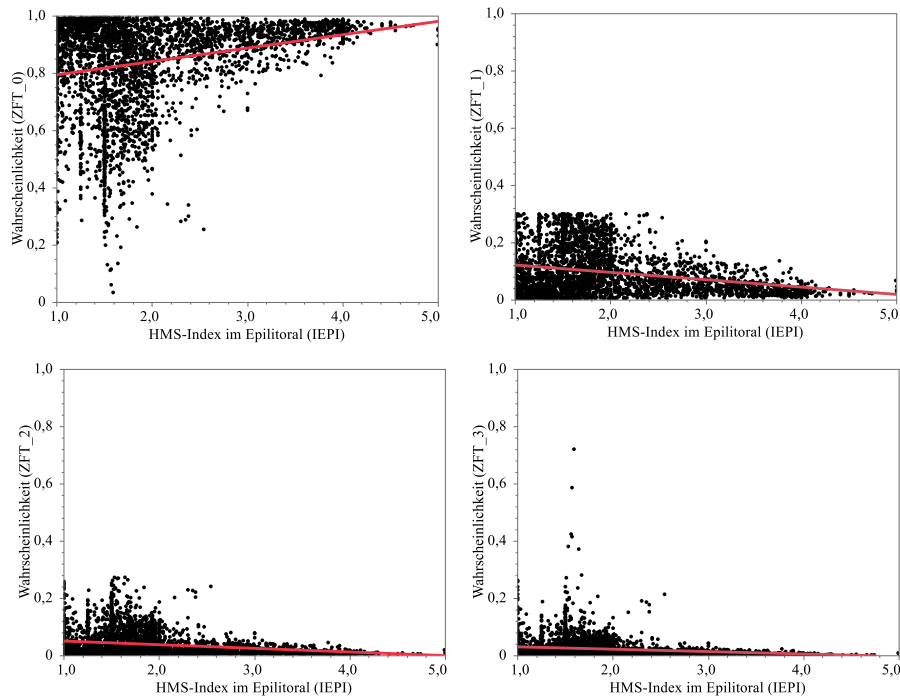 Wahrscheinlichkeit (ZFT_0)
1,0
0,8
0,6
0,4
0,2
0
1,0 2,0 3,0 4,0 5,0
HMS-Index im Epilitoral (IEPI)
Wahrscheinlichkeit (ZFT_1)
1,0
0,8
0,6
0,4
0,2
0
1,0 2,0 3,0 4,0 5,0
HMS-Index im Epilitoral (IEPI)
Wahrscheinlichkeit (ZFT_2)
1,0
0,8
0,6
0,4
0,2
0
1,0 2,0 3,0 4,0 5,0
HMS-Index im Epilitoral (IEPI)
Wahrscheinlichkeit (ZFT_3)
1,0
0,8
0,6
0,4
0,2
0
1,0 2,0 3,0 4,0 5,0
HMS-Index im Epilitoral (IEPI)